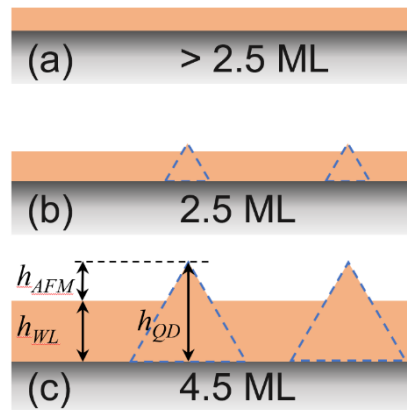 (a) > 2.5 ML
(b) 2.5 ML
h_AFM
h_WL h_QD
(c) 4.5 ML